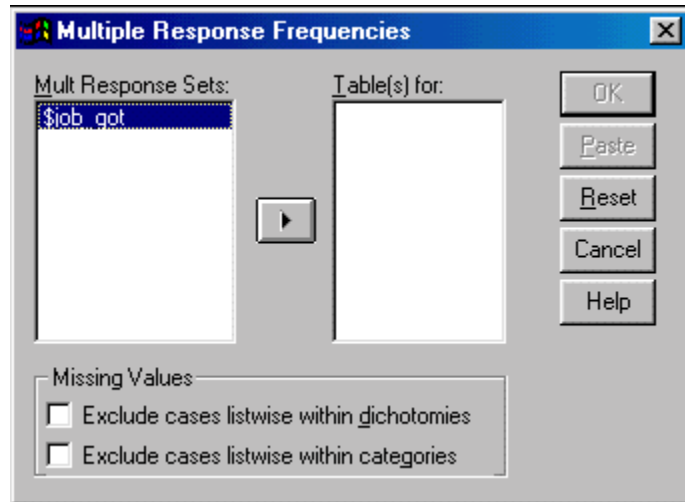 Multiple Response Frequencies
Mult Response Sets:
$job_got
Table(s) for:
OK
Paste
Reset
Cancel
Help
Missing Values
Exclude cases listwise within dichotomies
Exclude cases listwise within categories